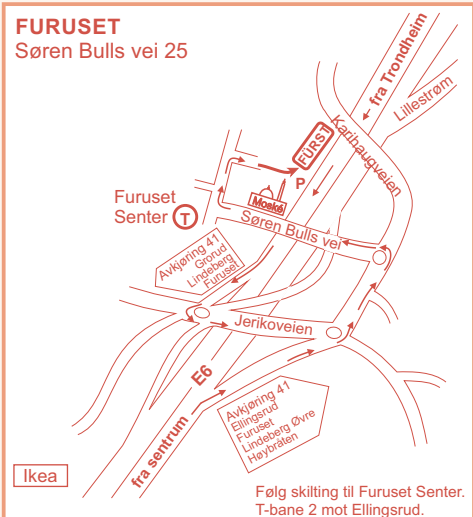 FURUSET
Søren Bulls vei 25
fra Trondheim
Lillestrøm
Karihaugveien
FÜRST
P
Moské
Furuset
Senter T
Søren Bulls vei
Avkjøring 41
Grorud
Lindeberg
Furuset
Jerikoveien
E6
fra sentrum
Avkjøring 41
Ellingsrud
Furuset
Lindeberg Øvre
Høybråten
Ikea
Følg skilting til Furuset Senter.
T-bane 2 mot Ellingsrud.